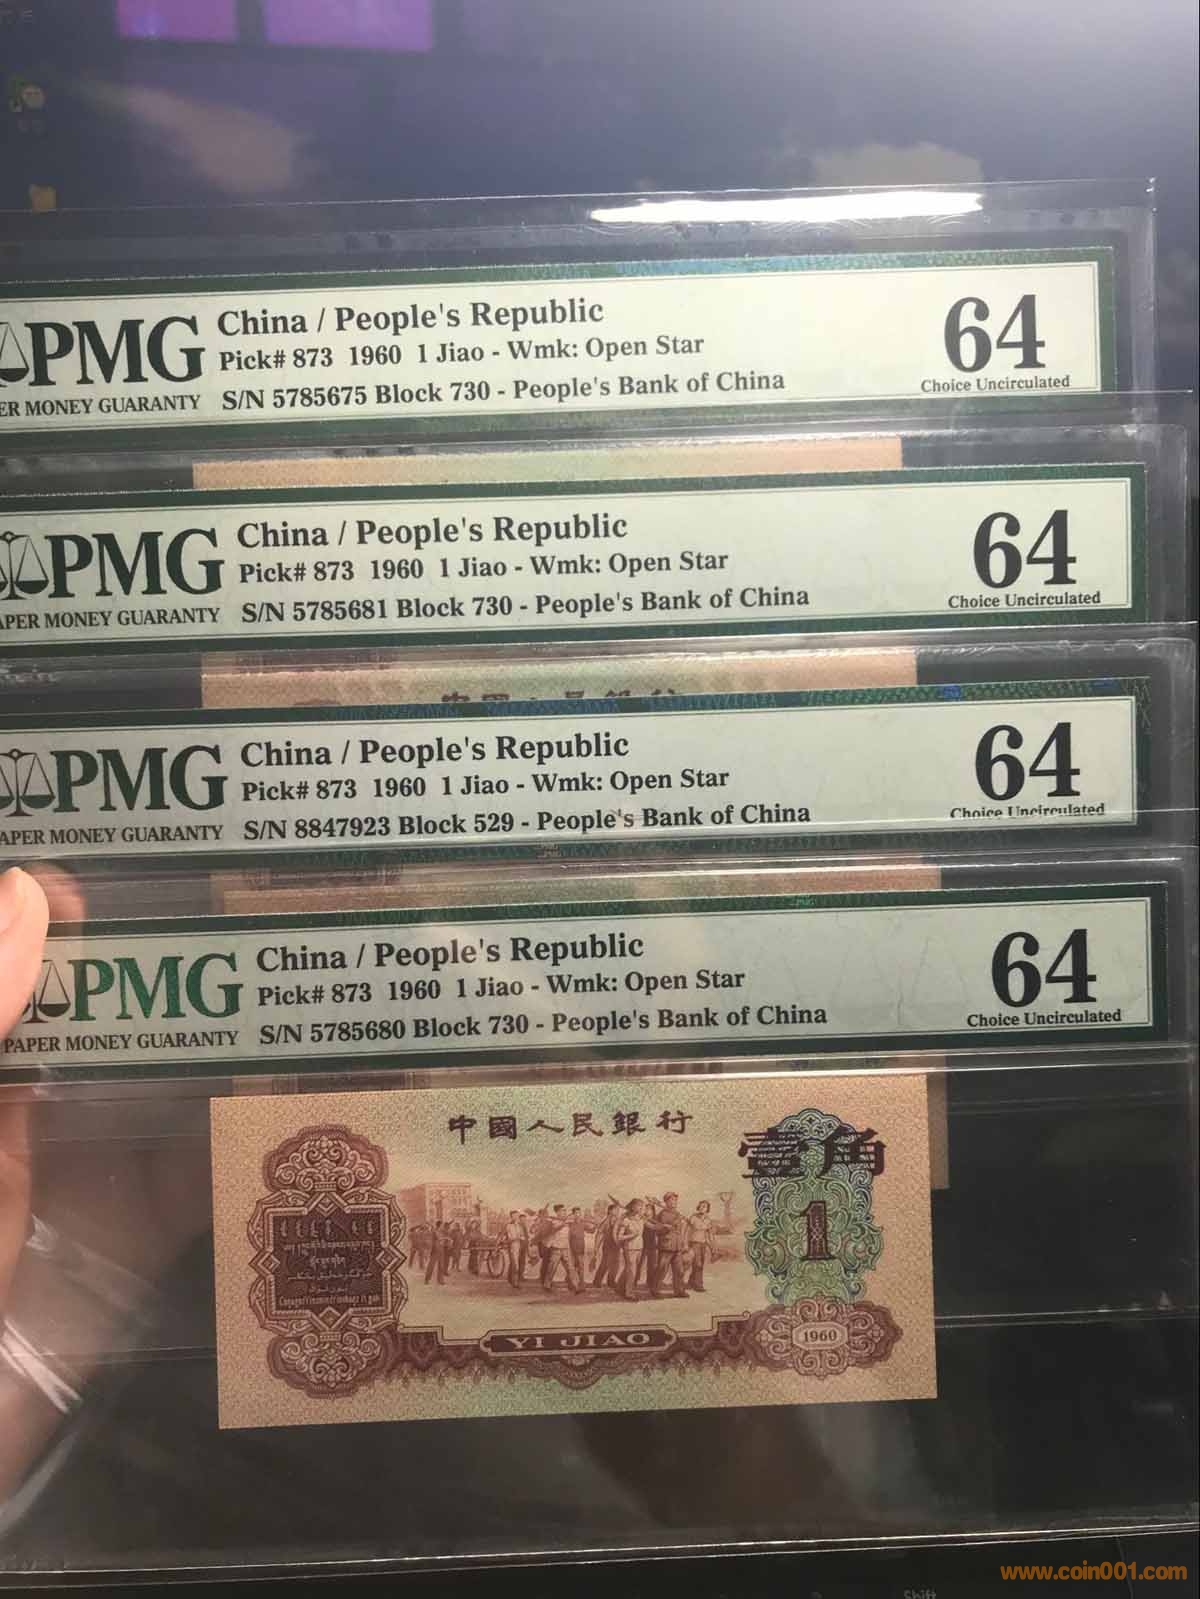 PMG
ER MONEY GUARANTY
China / People's Republic
Pick# 873 1960 1 Jiao - Wmk: Open Star
S/N 5785675 Block 730 - People's Bank of China
64
Choice Uncirculated
PMG
APER MONEY GUARANTY
China / People's Republic
Pick# 873 1960 1 Jiao - Wmk: Open Star
S/N 5785681 Block 730 - People's Bank of China
64
Choice Uncirculated
PMG
APER MONEY GUARANTY
China / People's Republic
Pick# 873 1960 1 Jiao - Wmk: Open Star
S/N 8847923 Block 529 - People's Bank of China
64
Choice Uncirculated
PMG
PAPER MONEY GUARANTY
China / People's Republic
Pick# 873 1960 1 Jiao - Wmk: Open Star
S/N 5785680 Block 730 - People's Bank of China
64
Choice Uncirculated
中國人民銀行
壹角
1
YI JIAO
1960
www.coin001.com
Shift